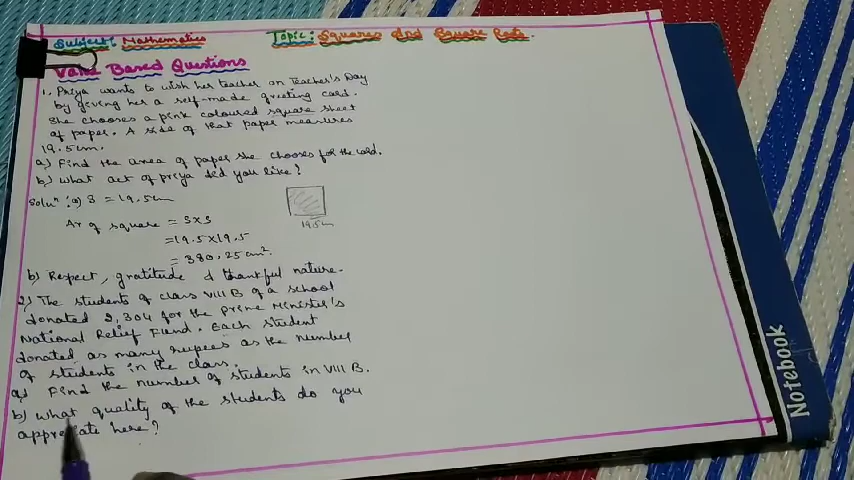 Subject: Mathematics
Topic: Squares and Square Roots.
Value Based Questions
1. Priya wants to wish her teacher on Teacher's Day
by giving her a self-made greeting card.
She chooses a pink coloured square sheet
of paper. A side of that paper measures
19.5cm.
a) Find the area of paper she chooses for the card.
b) What act of priya did you like?
Soluⁿ: a) S = 19.5cm
Ar of square = S×S
= 19.5×19.5
= 380.25cm².
19.5cm
b) Respect, gratitude & thankful nature.
2) The students of class VIII B of a school
donated 2,304 for the prime Minister's
National Relief Fund. Each student
donated as many rupees as the number
of students in the class.
a) Find the number of students in VIII B.
b) What quality of the students do you
appreciate here?
Notebook